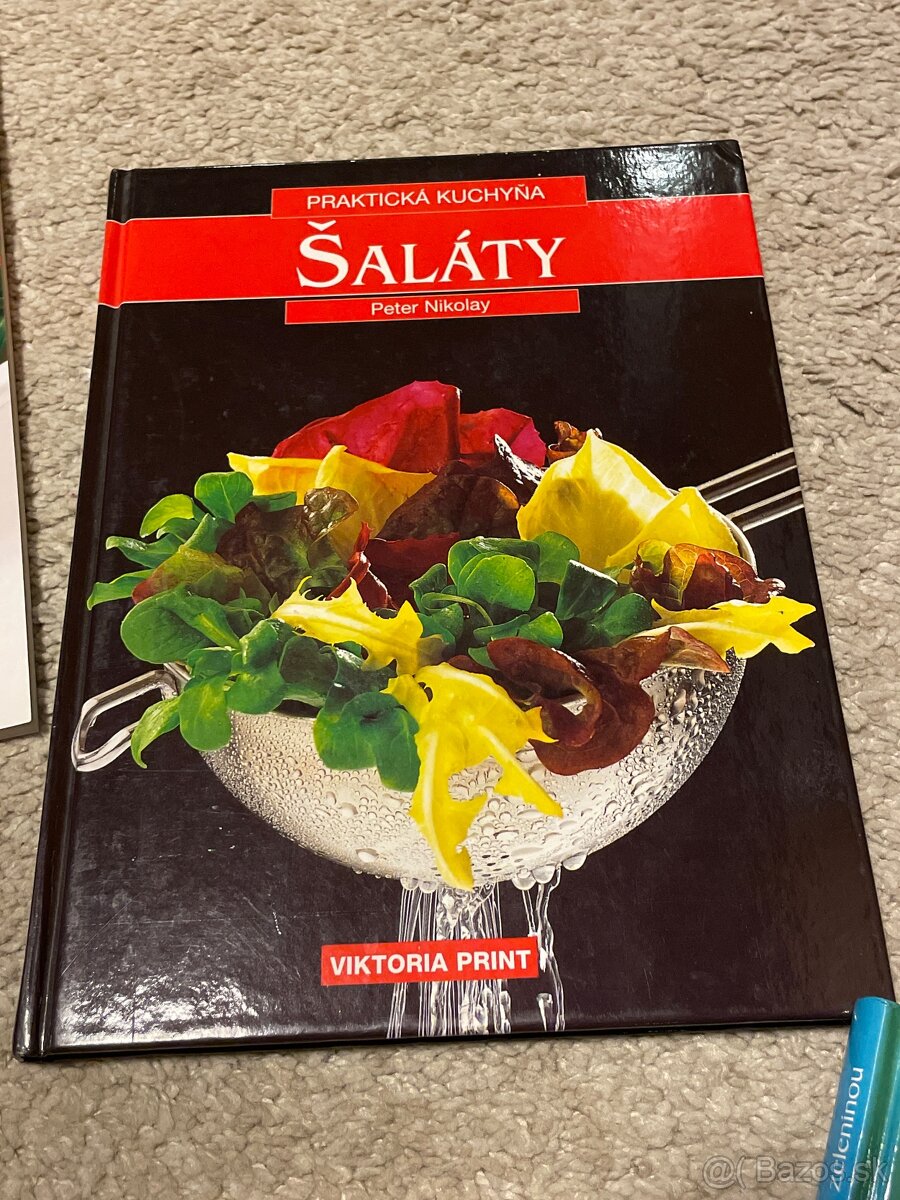 PRAKTICKÁ KUCHYŇA
ŠALÁTY
Peter Nikolay
VIKTORIA PRINT
zeleninou
@( Bazos.sk